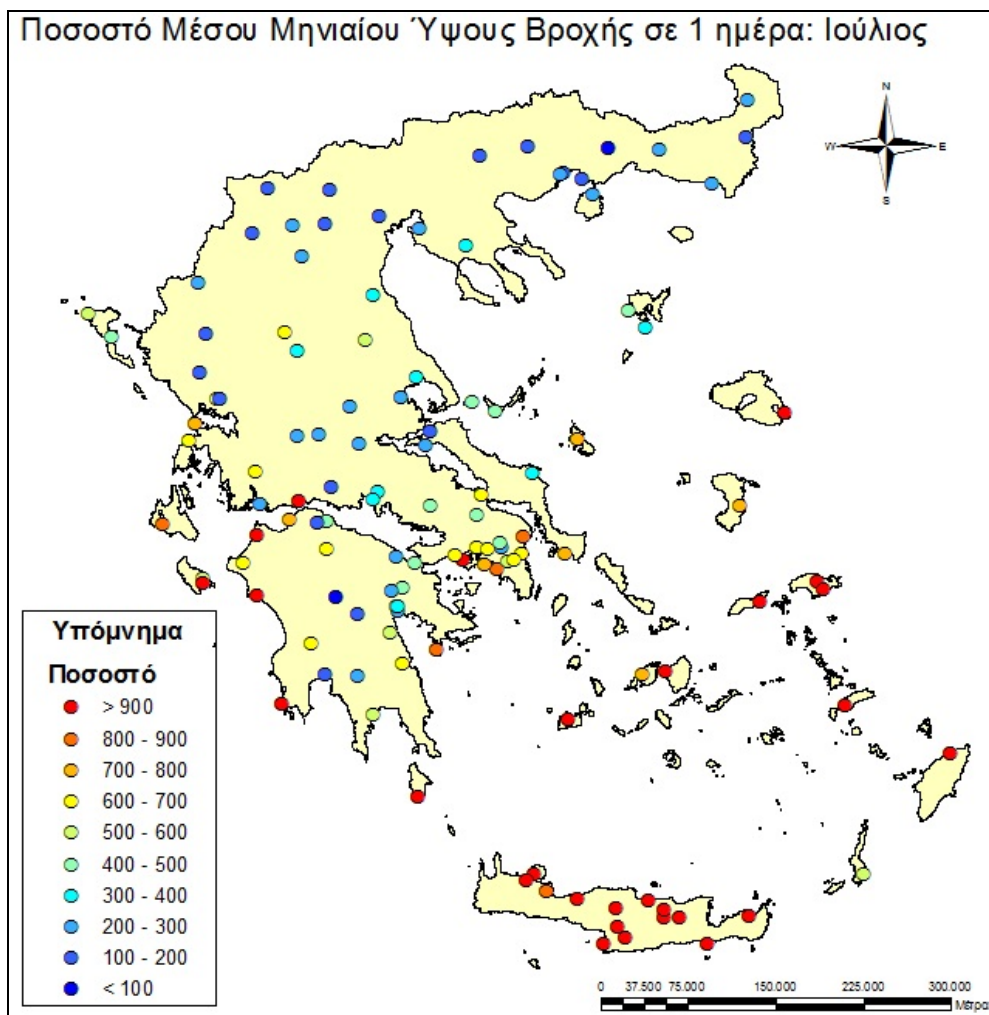 Ποσοστό Μέσου Μηνιαίου Ύψους Βροχής σε 1 ημέρα: Ιούλιος
N
W E
S
Υπόμνημα
Ποσοστό
> 900
800 - 900
700 - 800
600 - 700
500 - 600
400 - 500
300 - 400
200 - 300
100 - 200
< 100
0 37.500 75.000 150.000 225.000 300.000
Μέτρα